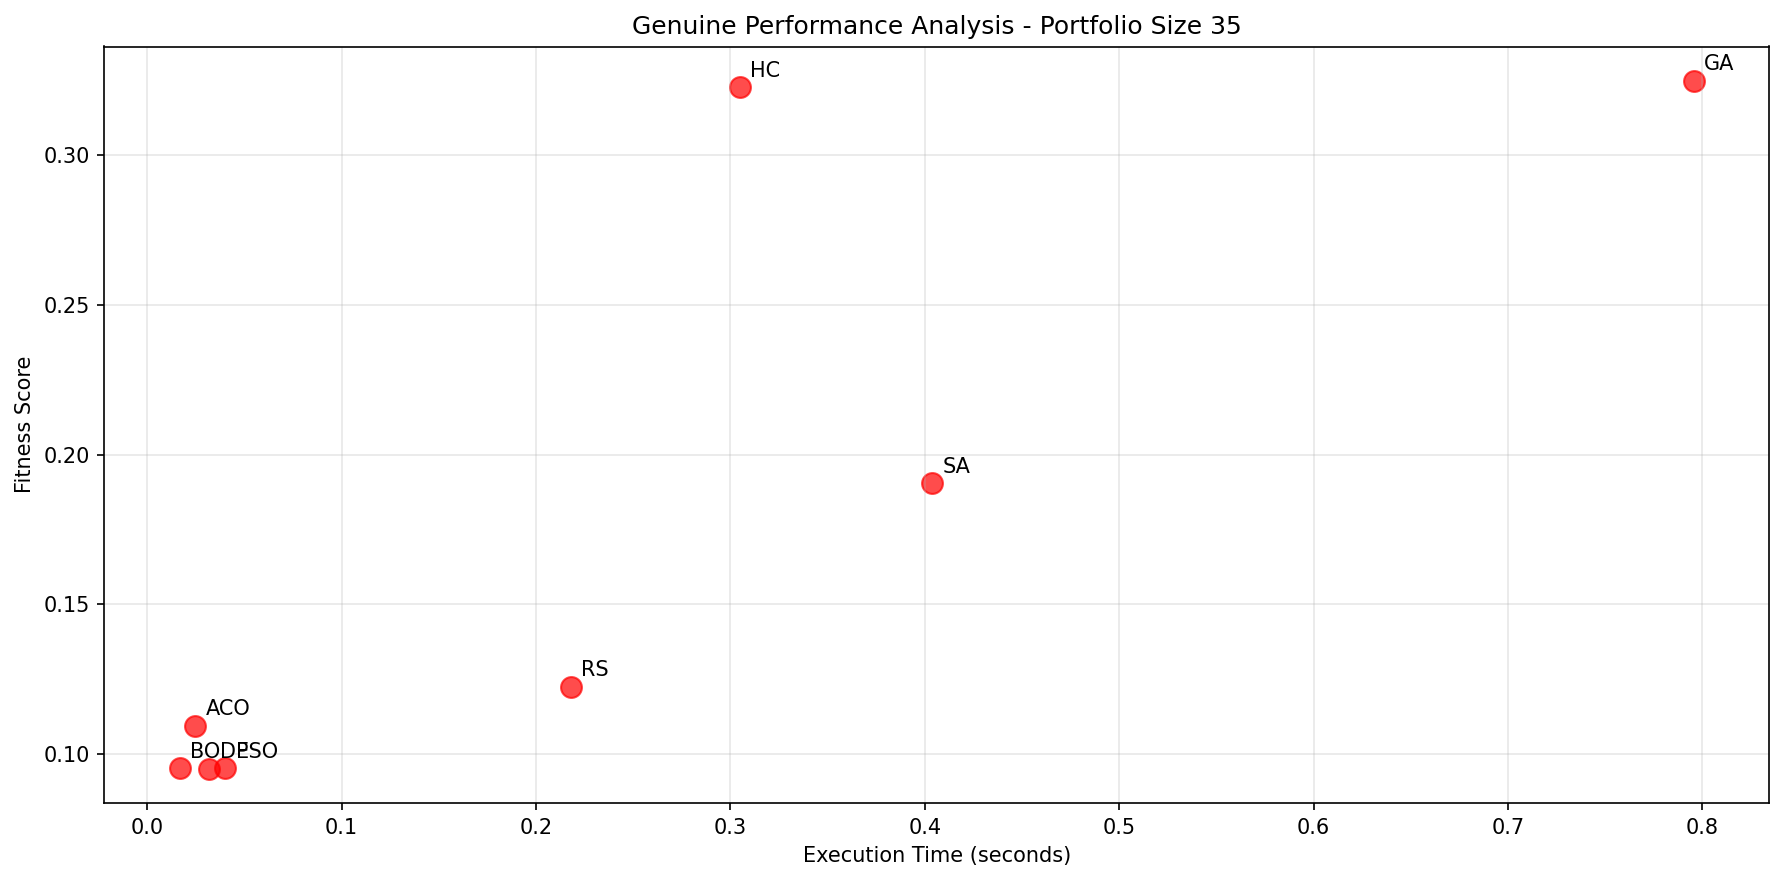 Genuine Performance Analysis - Portfolio Size 35
Fitness Score
0.30
0.25
0.20
0.15
0.10
HC
GA
SA
RS
ACO
BO
DE
PSO
0.0 0.1 0.2 0.3 0.4 0.5 0.6 0.7 0.8
Execution Time (seconds)